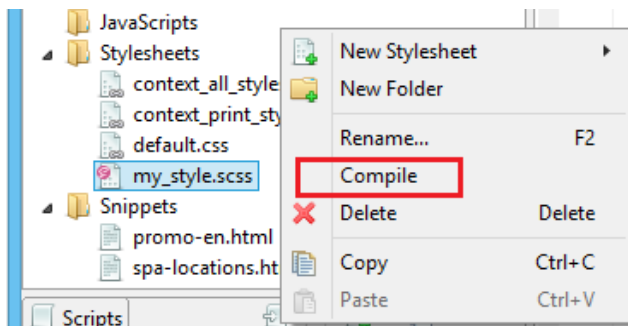 JavaScripts
Stylesheets
context_all_style
context_print_sty
default.css
my_style.scss
Snippets
promo-en.html
spa-locations.ht
Scripts
New Stylesheet
New Folder
Rename... F2
Compile
Delete Delete
Copy Ctrl+C
Paste Ctrl+V